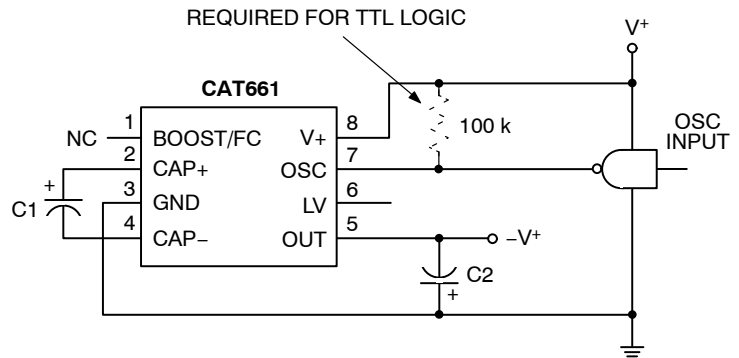 REQUIRED FOR TTL LOGIC
V+
CAT661
NC 1 BOOST/FC V+ 8
100 k
OSC
INPUT
2 CAP+ OSC 7
+
C1
3 GND LV 6
4 CAP− OUT 5
−V+
C2
+